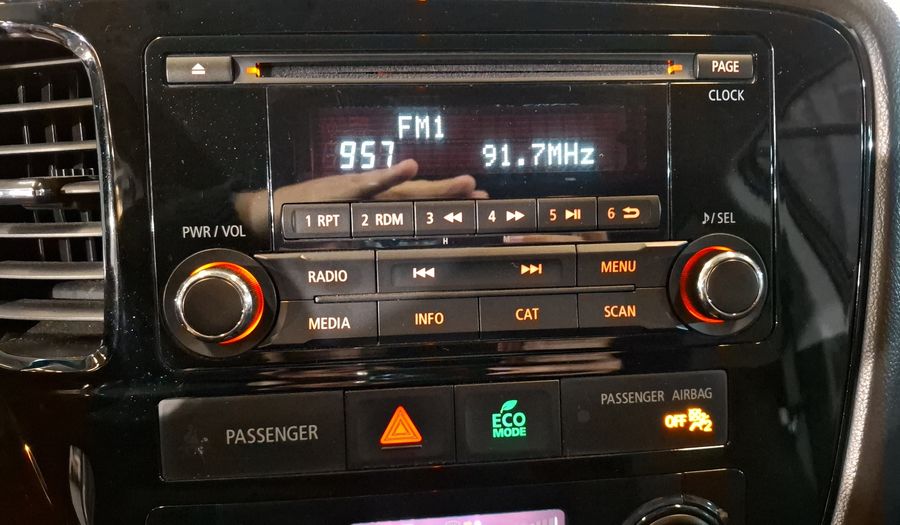 PAGE
CLOCK
FM1
957 91.7MHz
1 RPT 2 RDM 3 4 5 6
H M
PWR / VOL
♪/SEL
RADIO MENU
MEDIA INFO CAT SCAN
PASSENGER
ECO
MODE
PASSENGER AIRBAG
OFF 2